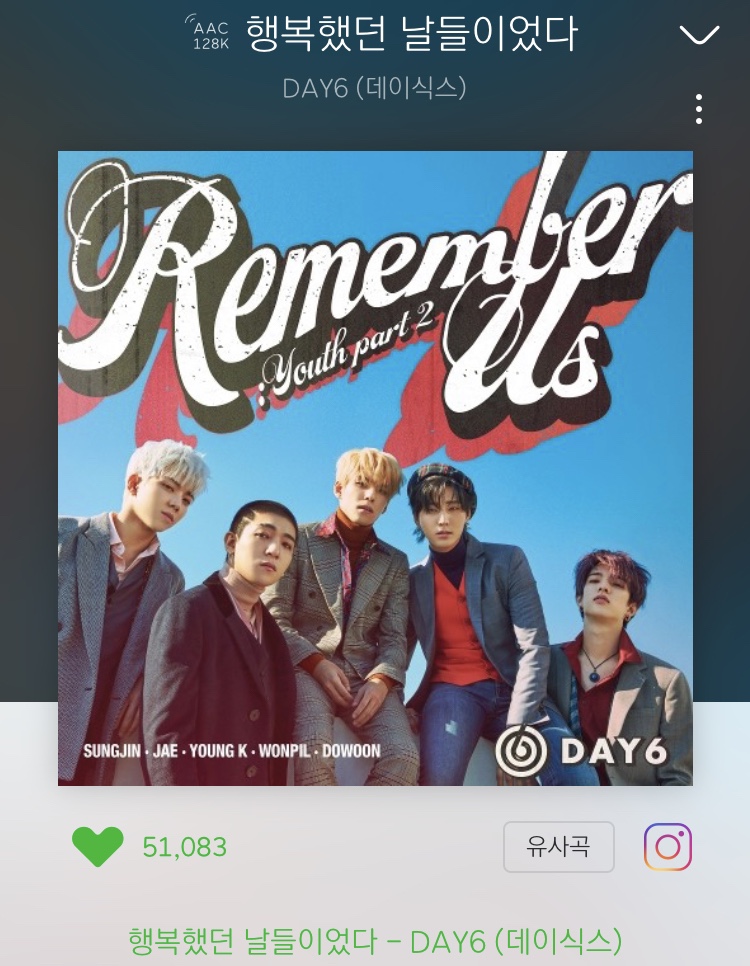 AAC
128K
행복했던 날들이었다
DAY6 (데이식스)
Remember
Us
:Youth part 2
SUNGJIN · JAE · YOUNG K · WONPIL · DOWOON
DAY6
51,083
유사곡
행복했던 날들이었다 – DAY6 (데이식스)